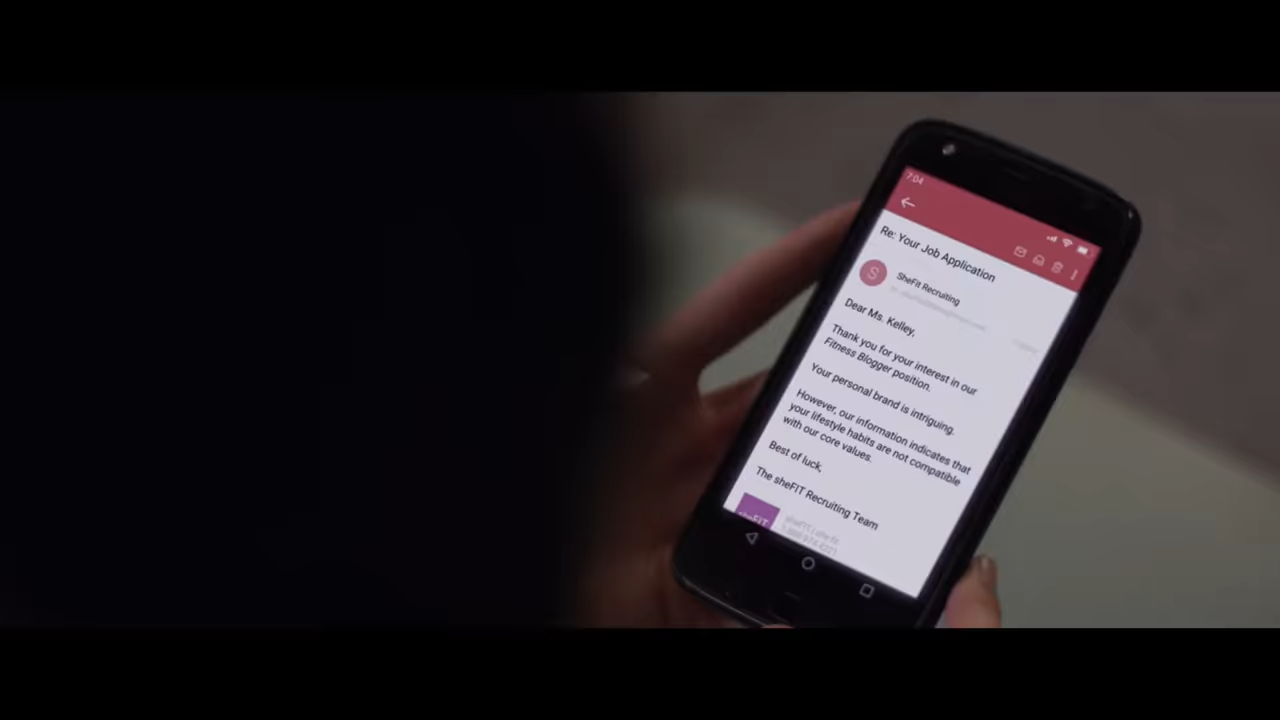 7:04
Re: Your Job Application
S
SheFit Recruiting
Dear Ms. Kelley,
Thank you for your interest in our
Fitness Blogger position.
Your personal brand is intriguing.
However, our information indicates that
your lifestyle habits are not compatible
with our core values.
Best of luck,
The sheFIT Recruiting Team
sheFIT